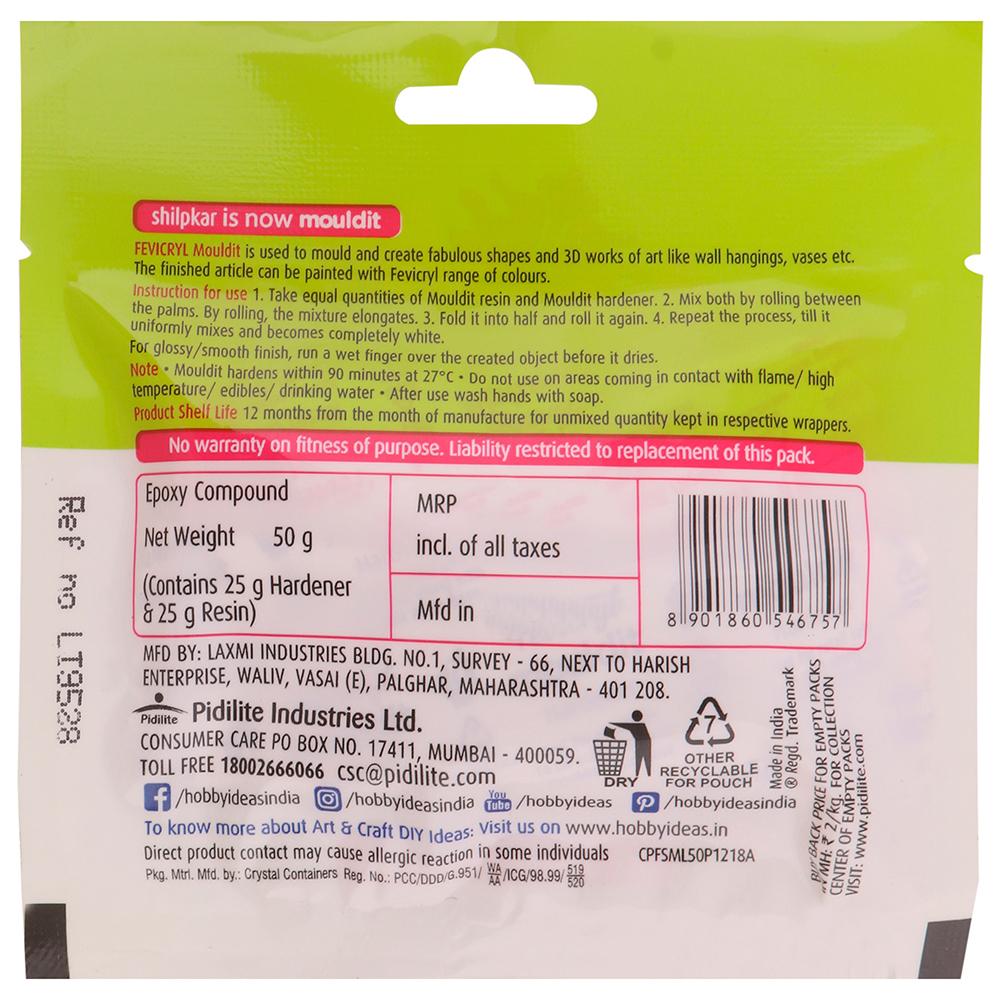 shilpkar is now mouldit
FEVICRYL Mouldit is used to mould and create fabulous shapes and 3D works of art like wall hangings, vases etc.
The finished article can be painted with Fevicryl range of colours.
Instruction for use 1. Take equal quantities of Mouldit resin and Mouldit hardener. 2. Mix both by rolling between
the palms. By rolling, the mixture elongates. 3. Fold it into half and roll it again. 4. Repeat the process, till it
uniformly mixes and becomes completely white.
For glossy/smooth finish, run a wet finger over the created object before it dries.
Note • Mouldit hardens within 90 minutes at 27°C • Do not use on areas coming in contact with flame/ high
temperature/ edibles/ drinking water • After use wash hands with soap.
Product Shelf Life 12 months from the month of manufacture for unmixed quantity kept in respective wrappers.
No warranty on fitness of purpose. Liability restricted to replacement of this pack.
Epoxy Compound
Net Weight 50 g
(Contains 25 g Hardener
& 25 g Resin)
MRP
incl. of all taxes
Mfd in
8 901860 546757
Ref no LT9538
MFD BY: LAXMI INDUSTRIES BLDG. NO.1, SURVEY - 66, NEXT TO HARISH
ENTERPRISE, WALIV, VASAI (E), PALGHAR, MAHARASHTRA - 401 208.
Pidilite Pidilite Industries Ltd.
CONSUMER CARE PO BOX NO. 17411, MUMBAI - 400059.
TOLL FREE 18002666066 csc@pidilite.com
DRY
7
OTHER
RECYCLABLE
FOR POUCH
Made in India
® Regd. Trademark
BUY BACK PRICE FOR EMPTY PACKS
IN MH: ₹ 2/Kg. FOR COLLECTION
CENTER OF EMPTY PACKS
VISIT: www.pidilite.com
/hobbyideasindia /hobbyideasindia You Tube /hobbyideas /hobbyideasindia
To know more about Art & Craft DIY Ideas: Visit us on www.hobbyideas.in
Direct product contact may cause allergic reaction in some individuals CPFSML50P1218A
Pkg. Mtrl. Mfd. by.: Crystal Containers Reg. No.: PCC/DDD/G.951/ WA/AA /ICG/98.99/ 519/520